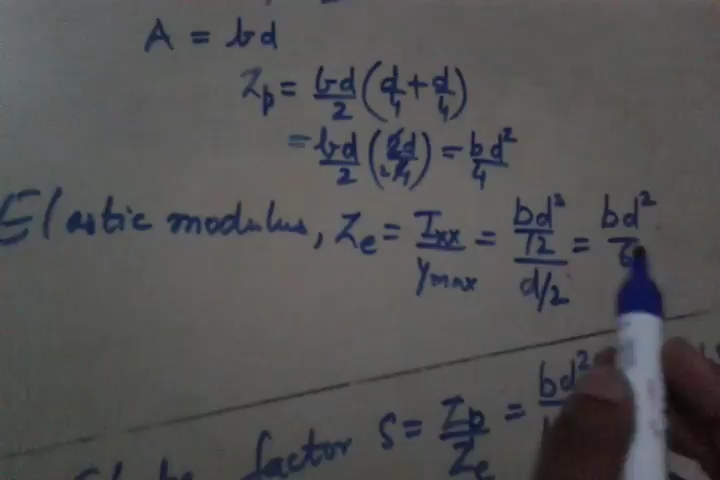 A = bd
Zp = bd/2 (d/4 + d/4)
= bd/2 (2d/4) = bd²/4
Elastic modulus, Ze = Ixx/ymax = bd³/12 / d/2 = bd²/6
factor S = Zp/Ze = bd²